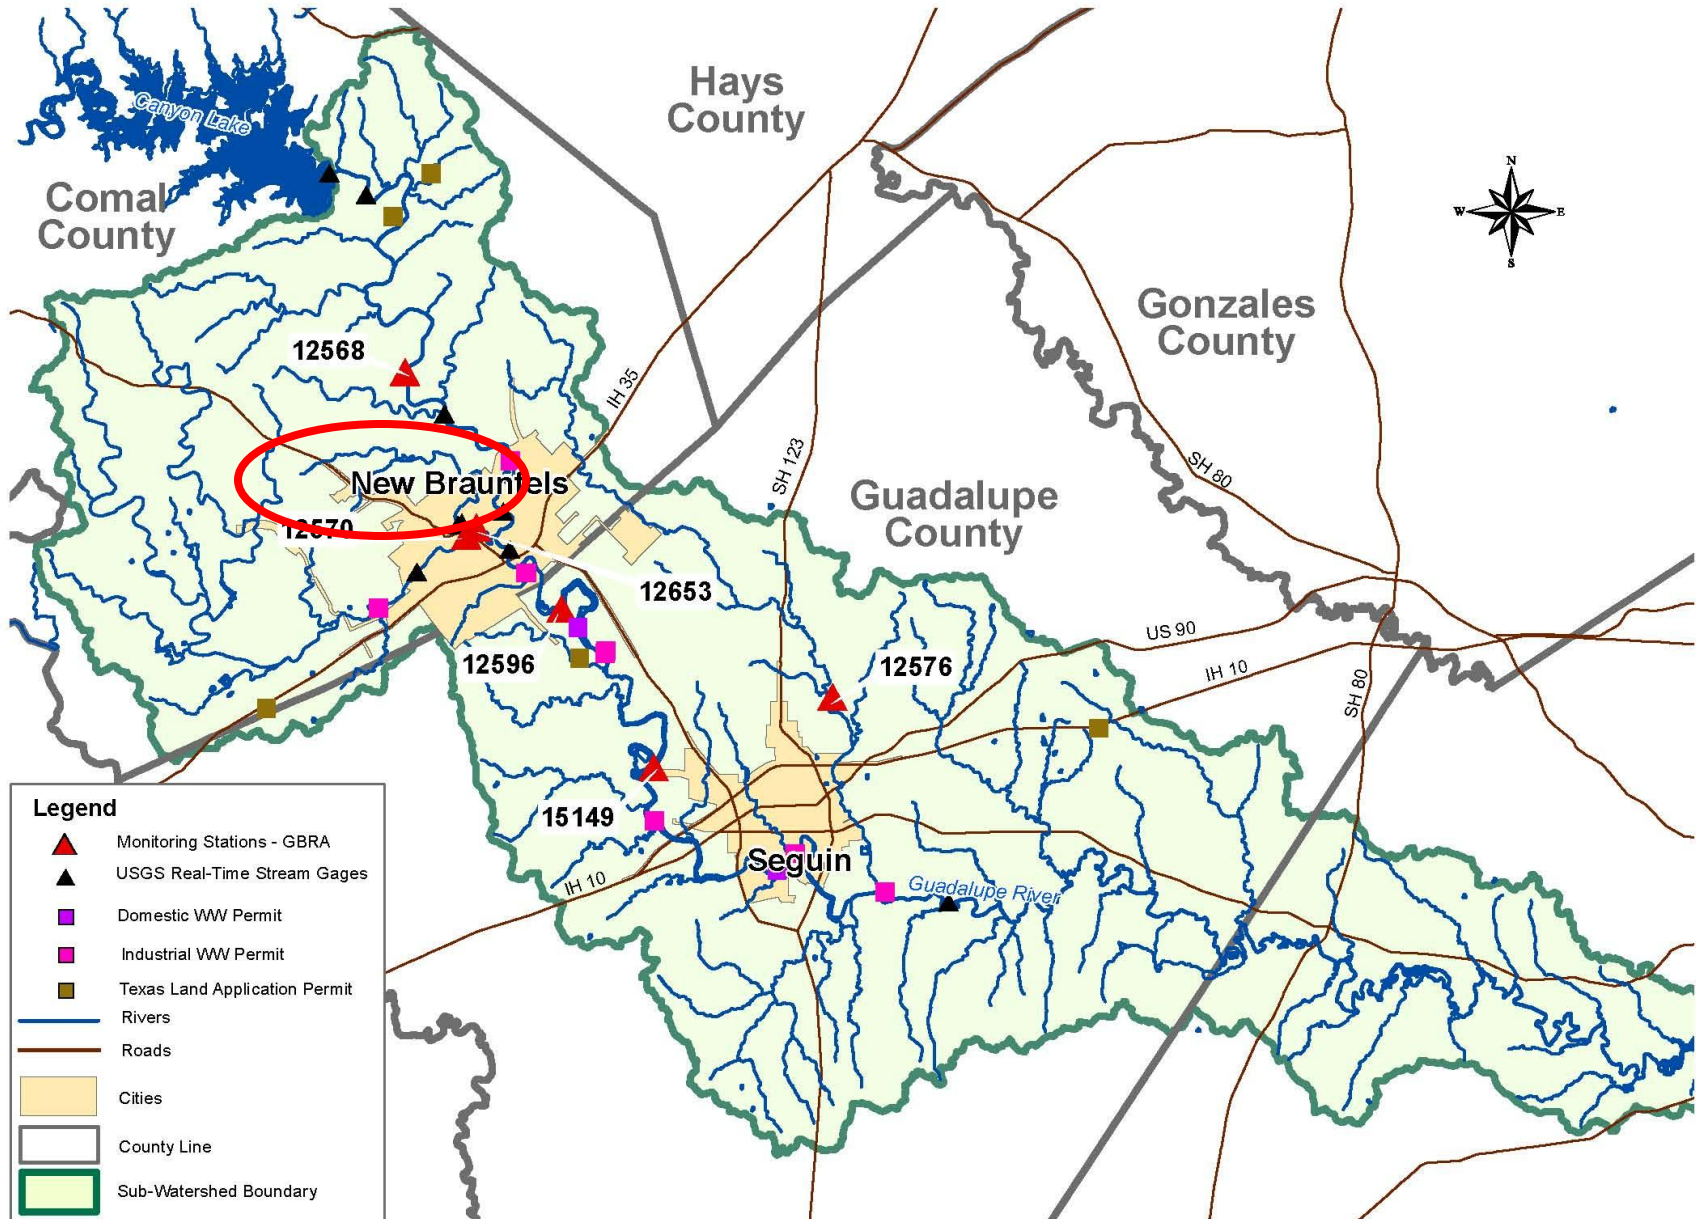 Canyon Lake
Hays
County
Comal
County
N
W
E
S
Gonzales
County
12568
IH 35
SH 123
SH 80
New Braunfels
Guadalupe
County
12653
US 90
12596
12576
IH 10
SH 80
15149
Seguin
IH 10
Guadalupe River
Legend
Monitoring Stations - GBRA
USGS Real-Time Stream Gages
Domestic WW Permit
Industrial WW Permit
Texas Land Application Permit
Rivers
Roads
Cities
County Line
Sub-Watershed Boundary